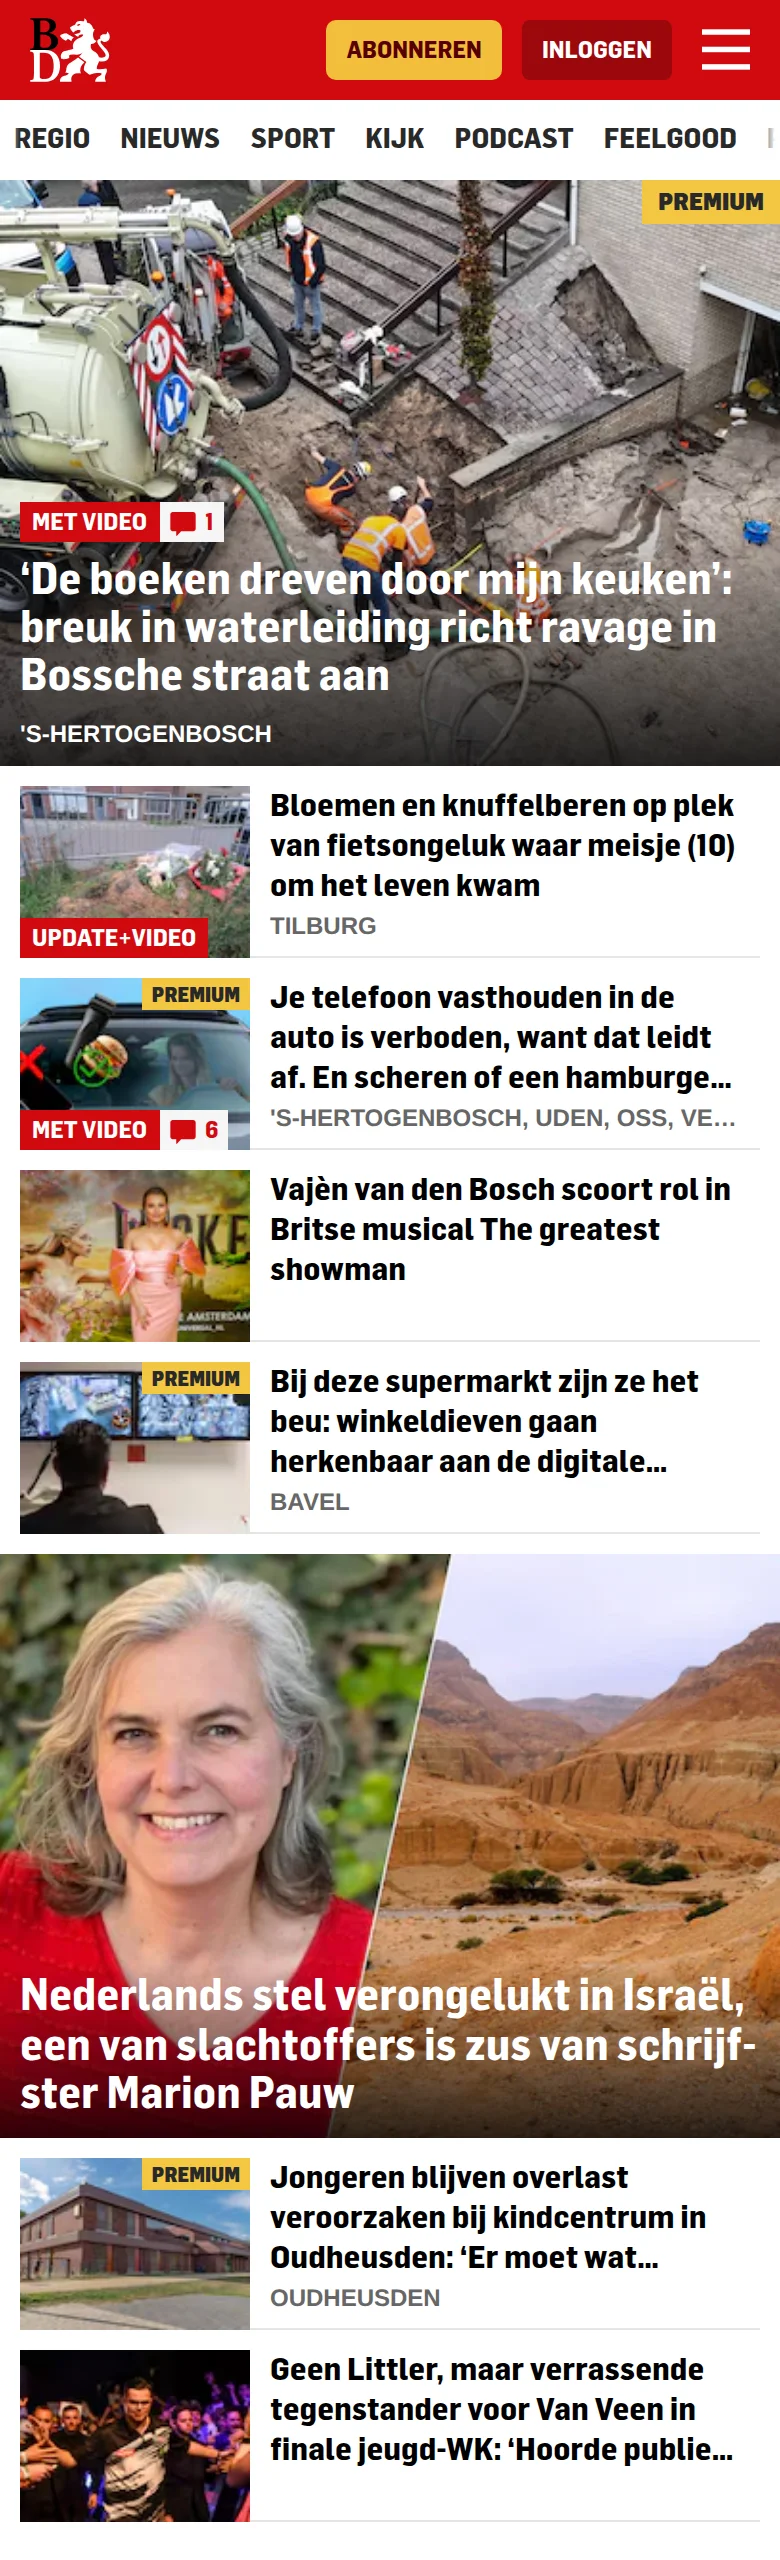 BD
ABONNEREN
INLOGGEN
REGIO NIEUWS SPORT KIJK PODCAST FEELGOOD
PREMIUM
MET VIDEO 1
‘De boeken dreven door mijn keuken’:
breuk in waterleiding richt ravage in
Bossche straat aan
'S-HERTOGENBOSCH
UPDATE+VIDEO
Bloemen en knuffelberen op plek
van fietsongeluk waar meisje (10)
om het leven kwam
TILBURG
PREMIUM
MET VIDEO 6
Je telefoon vasthouden in de
auto is verboden, want dat leidt
af. En scheren of een hamburge...
'S-HERTOGENBOSCH, UDEN, OSS, VE...
AMSTERDAM
Vajèn van den Bosch scoort rol in
Britse musical The greatest
showman
PREMIUM
Bij deze supermarkt zijn ze het
beu: winkeldieven gaan
herkenbaar aan de digitale...
BAVEL
Nederlands stel verongelukt in Israël,
een van slachtoffers is zus van schrijf-
ster Marion Pauw
PREMIUM
Jongeren blijven overlast
veroorzaken bij kindcentrum in
Oudheusden: ‘Er moet wat...
OUDHEUSDEN
Geen Littler, maar verrassende
tegenstander voor Van Veen in
finale jeugd-WK: ‘Hoorde publie...